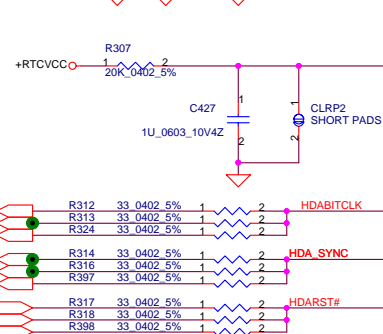 R307
+RTCVCC 1 2
20K_0402_5%
1 1
C427 CLRP2
SHORT PADS
1U_0603_10V4Z
2 2
R312 33_0402_5% 1 2 HDABITCLK
R313 33_0402_5% 1 2
R324 33_0402_5% 1 2
R314 33_0402_5% 1 2 HDA_SYNC
R316 33_0402_5% 1 2
R397 33_0402_5% 1 2
R317 33_0402_5% 1 2 HDARST#
R318 33_0402_5% 1 2
R398 33_0402_5% 1 2